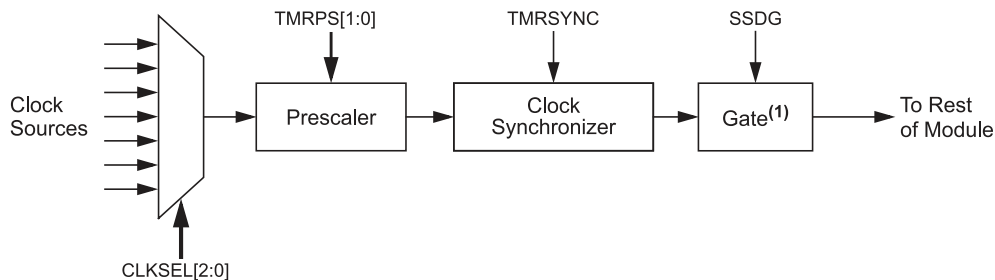 TMRPS[1:0]
TMRSYNC
SSDG
Clock
Sources
Prescaler
Clock
Synchronizer
Gate(1)
To Rest
of Module
CLKSEL[2:0]